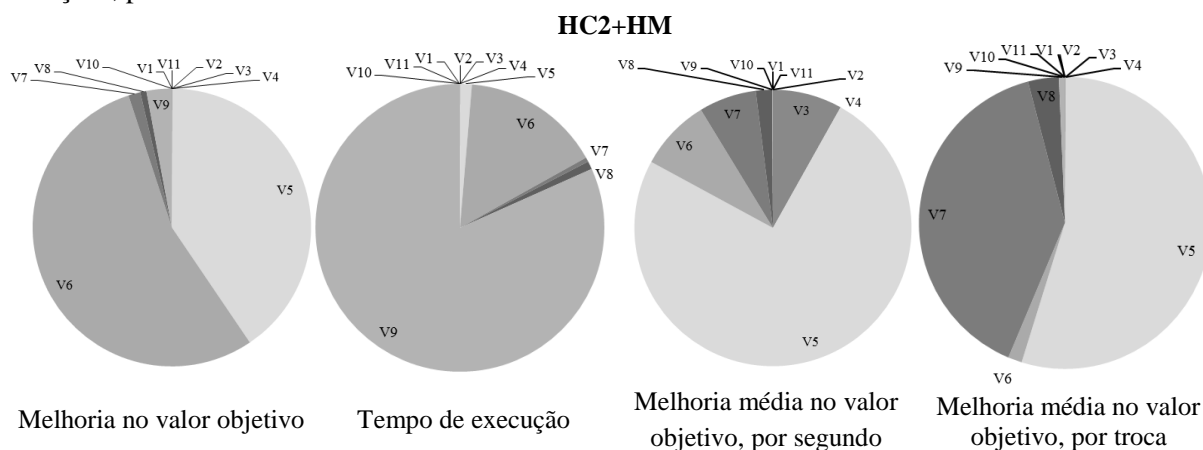 HC2+HM
V10 V11 V2
V8 V1 V3
V7 V4
V9
V5
V6
V1 V2 V3
V11 V4
V10 V5
V6
V7
V8
V9
V10 V1
V9 V11
V8 V2
V7 V3 V4
V6
V5
V11 V1 V2
V10 V3
V9 V4
V8
V7
V5
V6
Melhoria no valor objetivo
Tempo de execução
Melhoria média no valor
objetivo, por segundo
Melhoria média no valor
objetivo, por troca